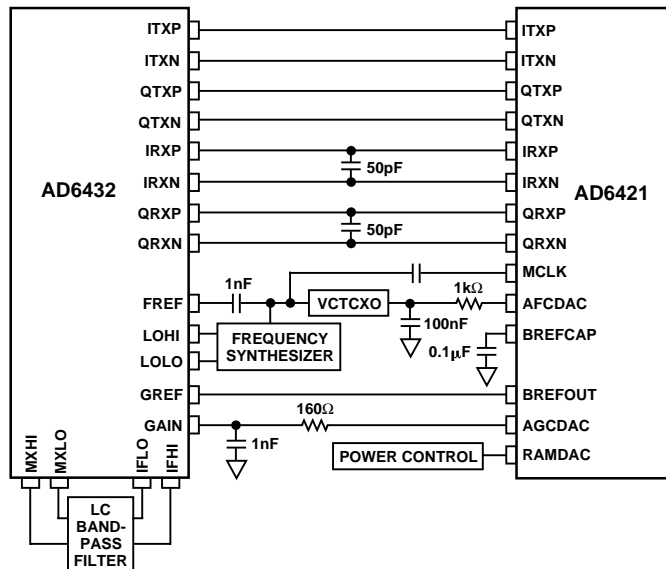 ITXP
ITXP
ITXN
ITXN
QTXP
QTXP
QTXN
QTXN
IRXP
IRXP
50pF
IRXN
IRXN
AD6432
AD6421
QRXP
QRXP
50pF
QRXN
QRXN
MCLK
1nF
1kΩ
FREF
VCTCXO
AFCDAC
100nF
LOHI
FREQUENCY
SYNTHESIZER
BREFCAP
LOLO
0.1μF
GREF
BREFOUT
160Ω
GAIN
AGCDAC
1nF
POWER CONTROL
RAMDAC
MXHI
MXLO
IFLO
IFHI
LC
BAND-
PASS
FILTER